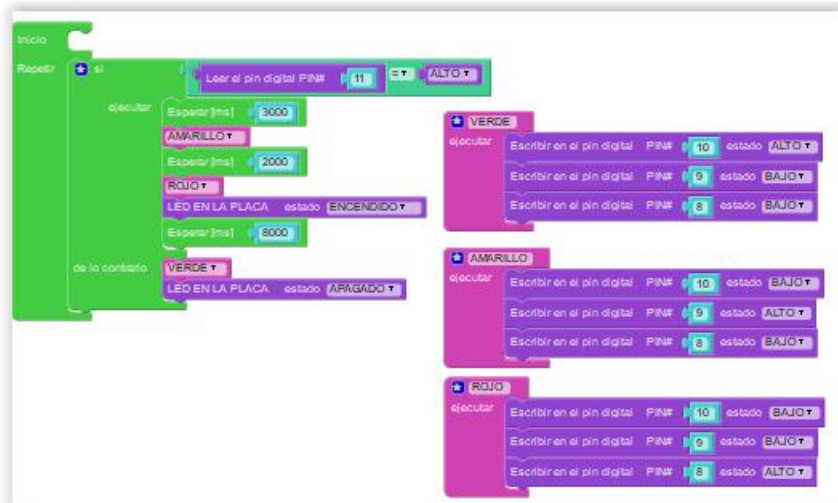 Inicio
Repetir
si
Leer el pin digital PIN# 11 = ALTO
ejecutar
Esperar [ms] 3000
AMARILLO
Esperar [ms] 2000
ROJO
LED EN LA PLACA estado ENCENDIDO
Esperar [ms] 8000
de lo contrario
VERDE
LED EN LA PLACA estado APAGADO
VERDE
ejecutar
Escribir en el pin digital PIN# 10 estado ALTO
Escribir en el pin digital PIN# 9 estado BAJO
Escribir en el pin digital PIN# 8 estado BAJO
AMARILLO
ejecutar
Escribir en el pin digital PIN# 10 estado BAJO
Escribir en el pin digital PIN# 9 estado ALTO
Escribir en el pin digital PIN# 8 estado BAJO
ROJO
ejecutar
Escribir en el pin digital PIN# 10 estado BAJO
Escribir en el pin digital PIN# 9 estado BAJO
Escribir en el pin digital PIN# 8 estado ALTO